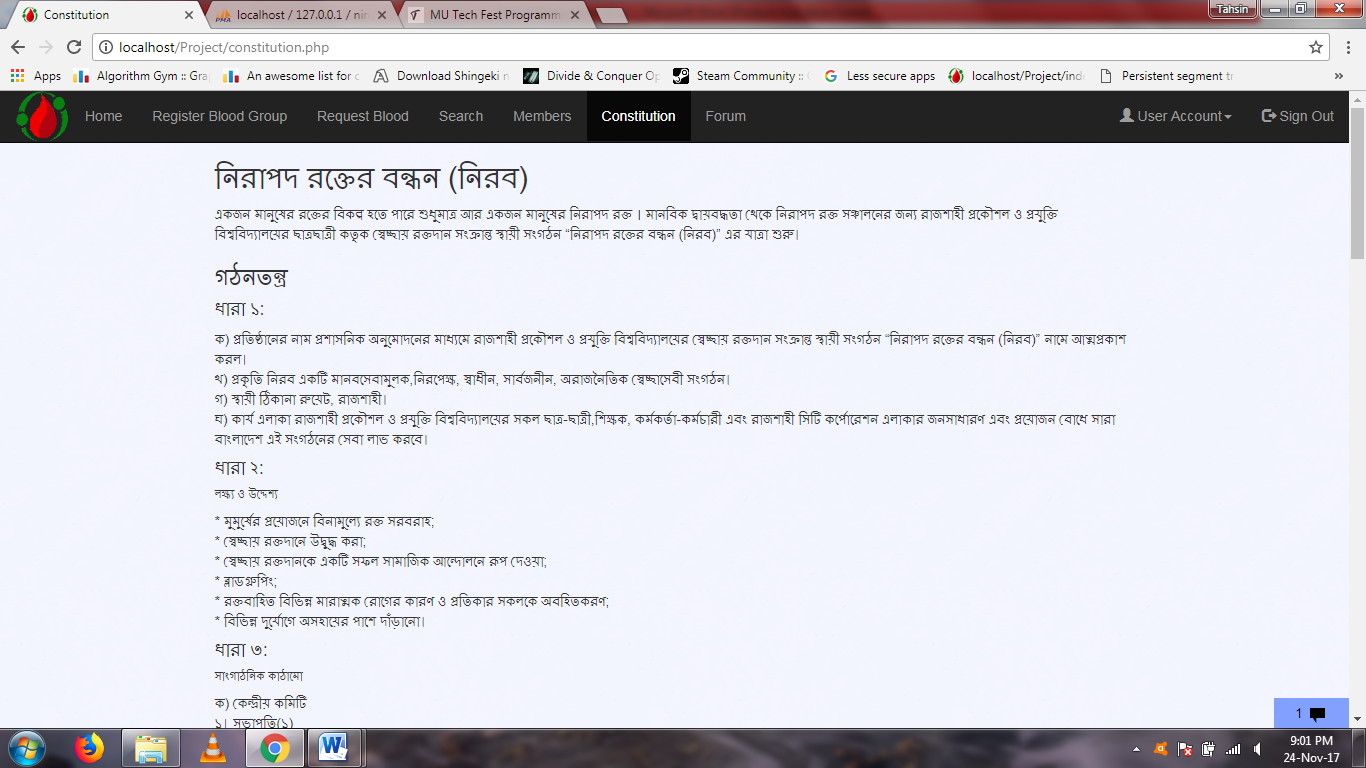 Constitution
localhost / 127.0.0.1 / nir
MU Tech Fest Programm
Tahsin
localhost/Project/constitution.php
Apps
Algorithm Gym :: Gra
An awesome list for c
Download Shingeki n
Divide & Conquer Op
Steam Community ::
Less secure apps
localhost/Project/inde
Persistent segment tr
»
Home Register Blood Group Request Blood Search Members Constitution Forum User Account Sign Out
নিরাপদ রক্তের বন্ধন (নিরব)
একজন মানুষের রক্তের বিকল্প হতে পারে শুধুমাত্র আর একজন মানুষের নিরাপদ রক্ত । মানবিক দ্বায়বদ্ধতা থেকে নিরাপদ রক্ত সঞ্চালনের জন্য রাজশাহী প্রকৌশল ও প্রযুক্তি
বিশ্ববিদ্যালয়ের ছাত্রছাত্রী কতৃক স্বেচ্ছায় রক্তদান সংক্রান্ত স্থায়ী সংগঠন “নিরাপদ রক্তের বন্ধন (নিরব)” এর যাত্রা শুরু।
গঠনতন্ত্র
ধারা ১:
ক) প্রতিষ্ঠানের নাম প্রশাসনিক অনুমোদনের মাধ্যমে রাজশাহী প্রকৌশল ও প্রযুক্তি বিশ্ববিদ্যালয়ের স্বেচ্ছায় রক্তদান সংক্রান্ত স্থায়ী সংগঠন “নিরাপদ রক্তের বন্ধন (নিরব)” নামে আত্মপ্রকাশ
করল।
খ) প্রকৃতি নিরব একটি মানবসেবামুলক,নিরপেক্ষ, স্বাধীন, সার্বজনীন, অরাজনৈতিক স্বেচ্ছাসেবী সংগঠন।
গ) স্থায়ী ঠিকানা রুয়েট, রাজশাহী।
ঘ) কার্য এলাকা রাজশাহী প্রকৌশল ও প্রযুক্তি বিশ্ববিদ্যালয়ের সকল ছাত্র-ছাত্রী,শিক্ষক, কর্মকর্তা-কর্মচারী এবং রাজশাহী সিটি কর্পোরেশন এলাকার জনসাধারণ এবং প্রয়োজন বোধে সারা
বাংলাদেশ এই সংগঠনের সেবা লাভ করবে।
ধারা ২:
লক্ষ্য ও উদ্দেশ্য
* মুমুর্ষের প্রয়োজনে বিনামুল্যে রক্ত সরবরাহ;
* স্বেচ্ছায় রক্তদানে উদ্বুদ্ধ করা;
* স্বেচ্ছায় রক্তদানকে একটি সফল সামাজিক আন্দোলনে রূপ দেওয়া;
* ব্লাডগ্রুপিং;
* রক্তবাহিত বিভিন্ন মারাত্মক রোগের কারণ ও প্রতিকার সকলকে অবহিতকরণ;
* বিভিন্ন দুর্যোগে অসহায়ের পাশে দাঁড়ানো।
ধারা ৩:
সাংগাঠনিক কাঠামো
ক) কেন্দ্রীয় কমিটি
১। সভাপতি(১)
1
9:01 PM
24-Nov-17